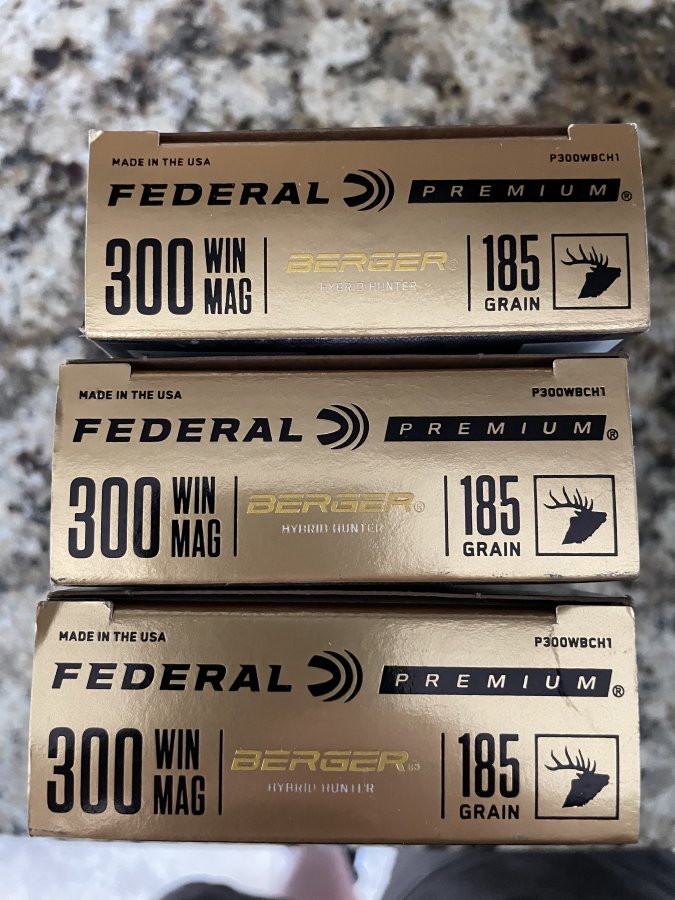 MADE IN THE USA P300WBCH1
FEDERAL PREMIUM®
300 WIN MAG BERGER® HYBRID HUNTER 185 GRAIN
MADE IN THE USA P300WBCH1
FEDERAL PREMIUM®
300 WIN MAG BERGER® HYBRID HUNTER 185 GRAIN
MADE IN THE USA P300WBCH1
FEDERAL PREMIUM®
300 WIN MAG BERGER® HYBRID HUNTER 185 GRAIN